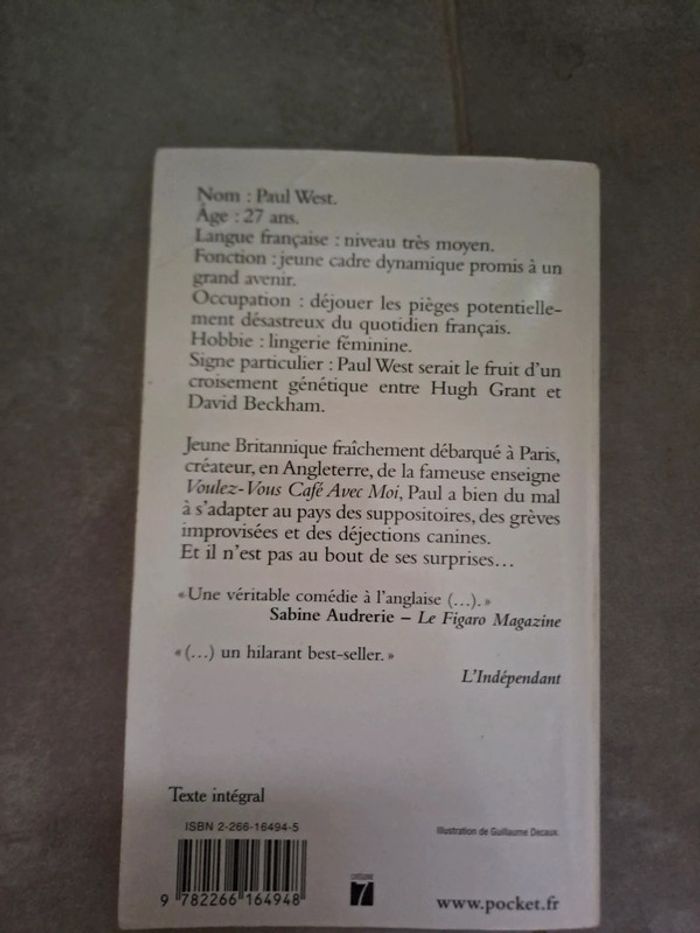 Nom : Paul West.
Âge : 27 ans.
Langue française : niveau très moyen.
Fonction : jeune cadre dynamique promis à un
grand avenir.
Occupation : déjouer les pièges potentielle-
ment désastreux du quotidien français.
Hobbie : lingerie féminine.
Signe particulier : Paul West serait le fruit d'un
croisement génétique entre Hugh Grant et
David Beckham.
Jeune Britannique fraîchement débarqué à Paris,
créateur, en Angleterre, de la fameuse enseigne
Voulez-Vous Café Avec Moi, Paul a bien du mal
à s'adapter au pays des suppositoires, des grèves
improvisées et des déjections canines.
Et il n'est pas au bout de ses surprises…
« Une véritable comédie à l'anglaise (…). »
Sabine Audrerie – Le Figaro Magazine
« (…) un hilarant best-seller. »
L'Indépendant
Texte intégral
ISBN 2-266-16494-5
Illustration de Guillaume Decaux.
9 782266 164948
catégorie
7
www.pocket.fr